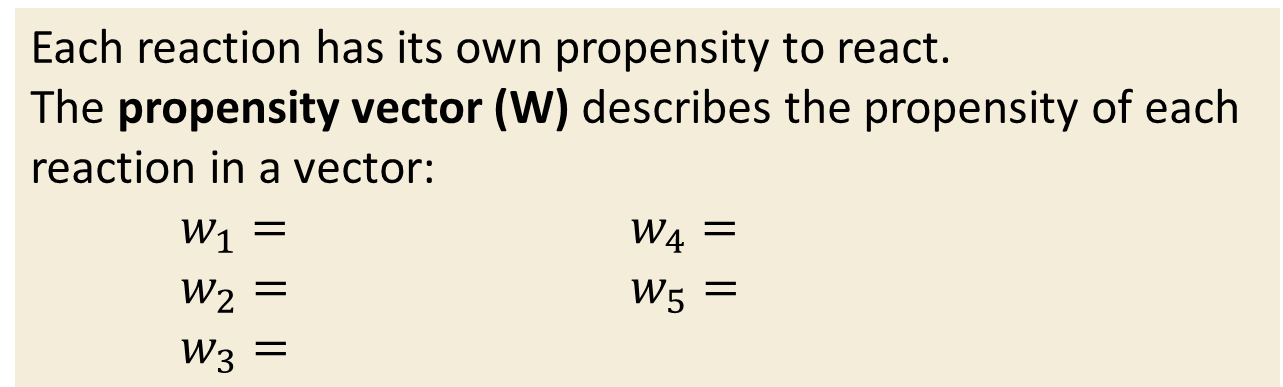 Each reaction has its own propensity to react.
The propensity vector (W) describes the propensity of each
reaction in a vector:
w₁ = w₄ =
w₂ = w₅ =
w₃ =